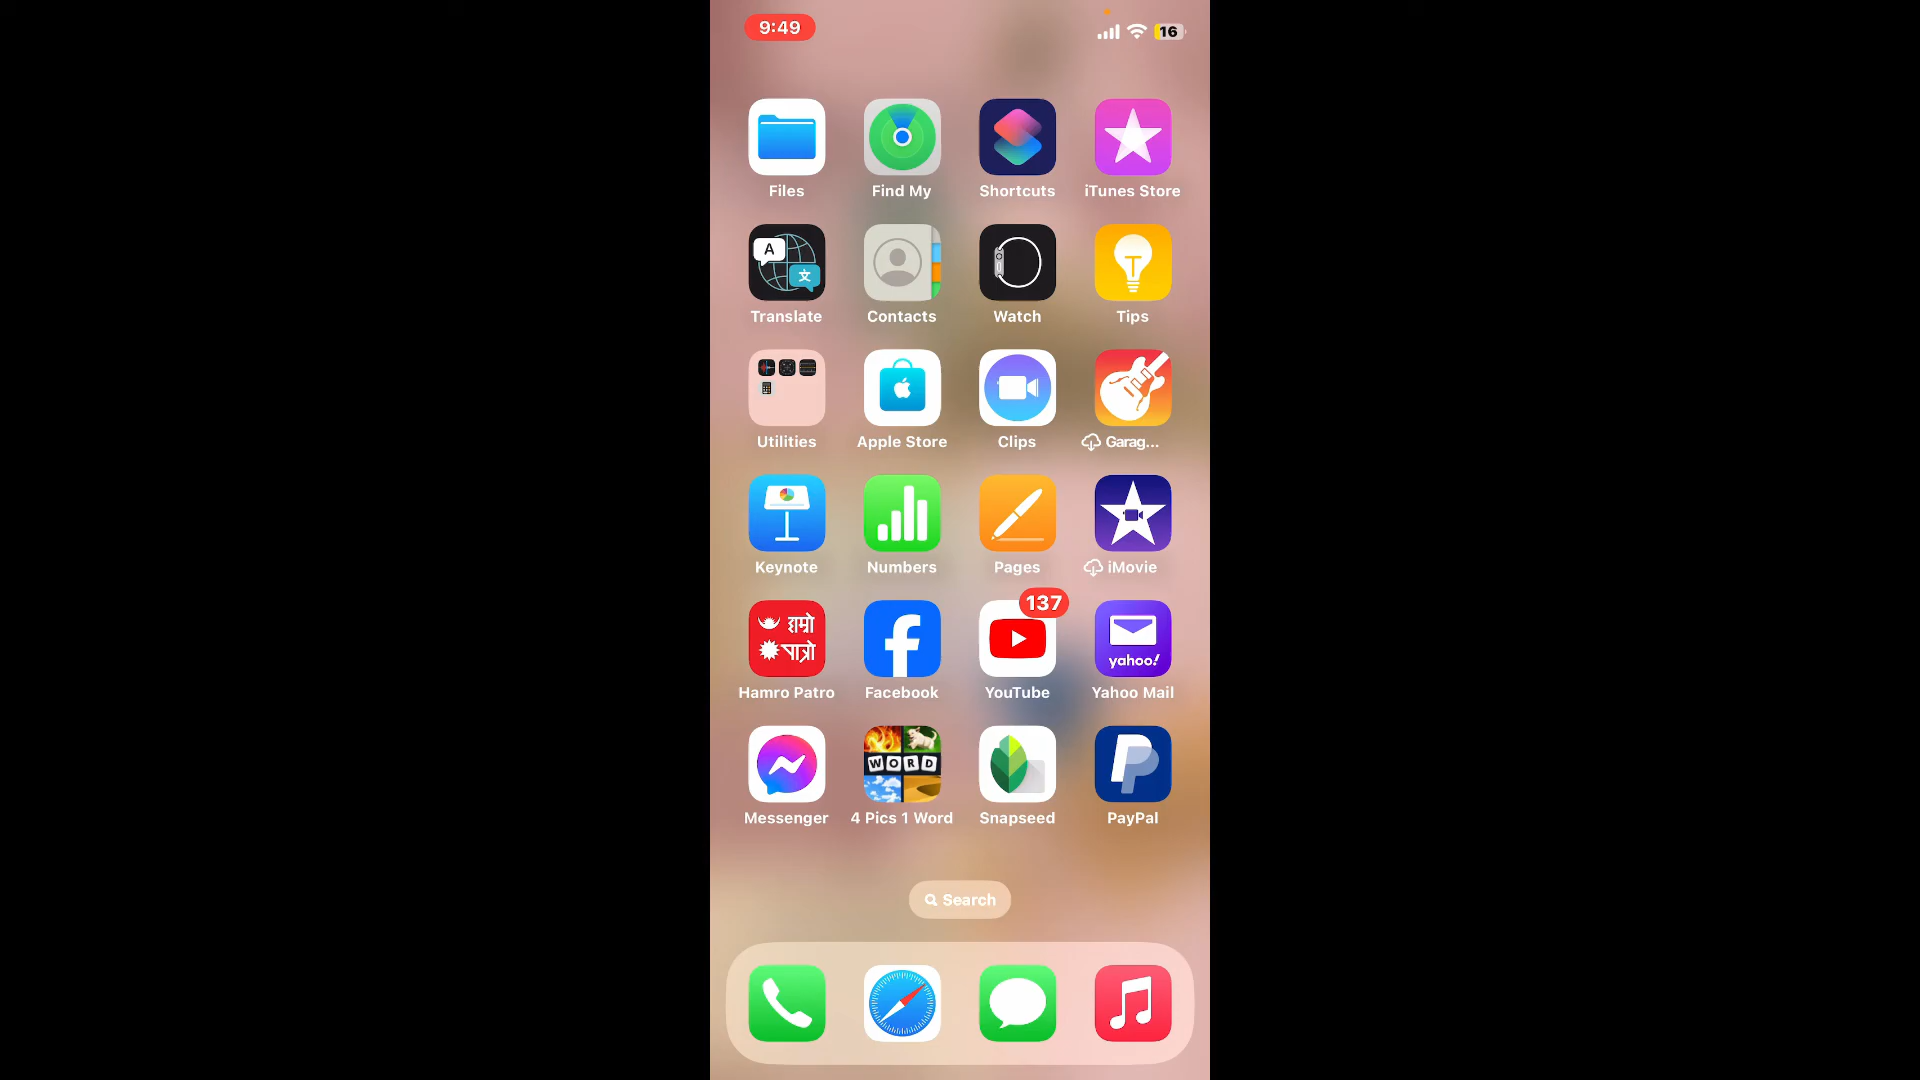 9:49
16
Files Find My Shortcuts iTunes Store
A 文 T
Translate Contacts Watch Tips
Utilities Apple Store Clips Garag...
Keynote Numbers Pages iMovie
137
हाम्रो
पात्रो
yahoo!
Hamro Patro Facebook YouTube Yahoo Mail
WORD
Messenger 4 Pics 1 Word Snapseed PayPal
Search